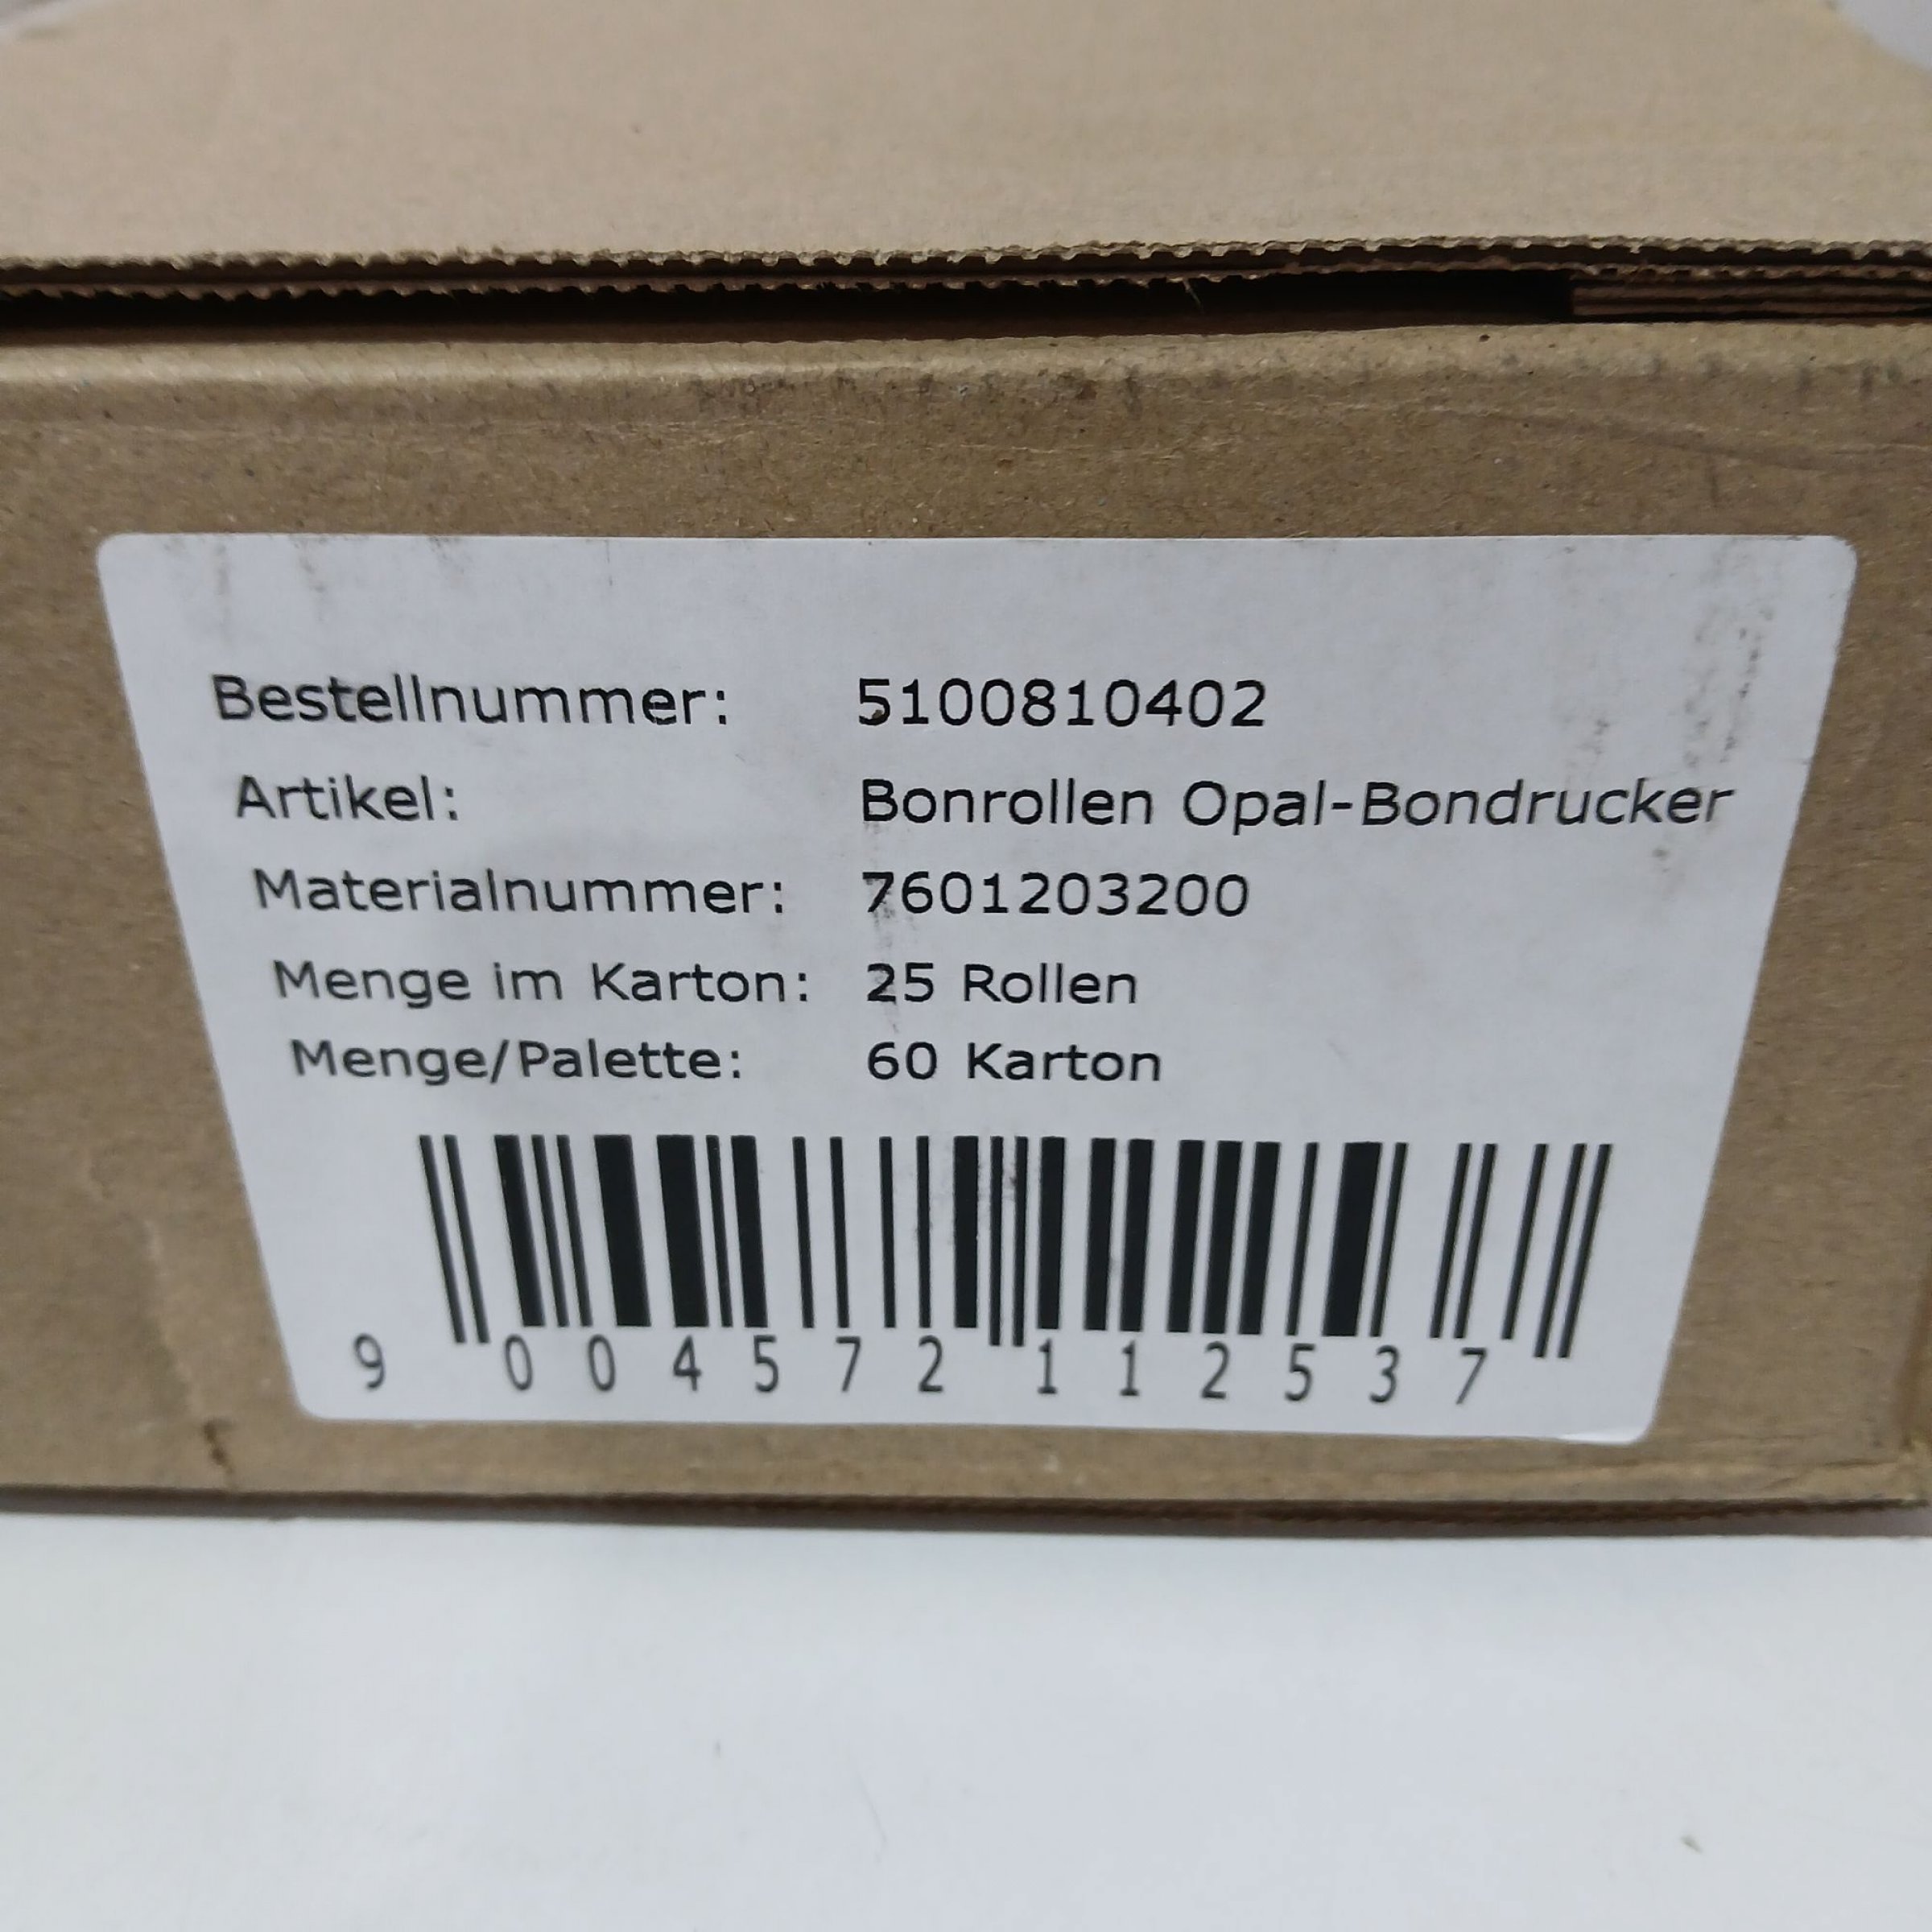 Bestellnummer: 5100810402
Artikel: Bonrollen Opal-Bondrucker
Materialnummer: 7601203200
Menge im Karton: 25 Rollen
Menge/Palette: 60 Karton
9 004572 112537